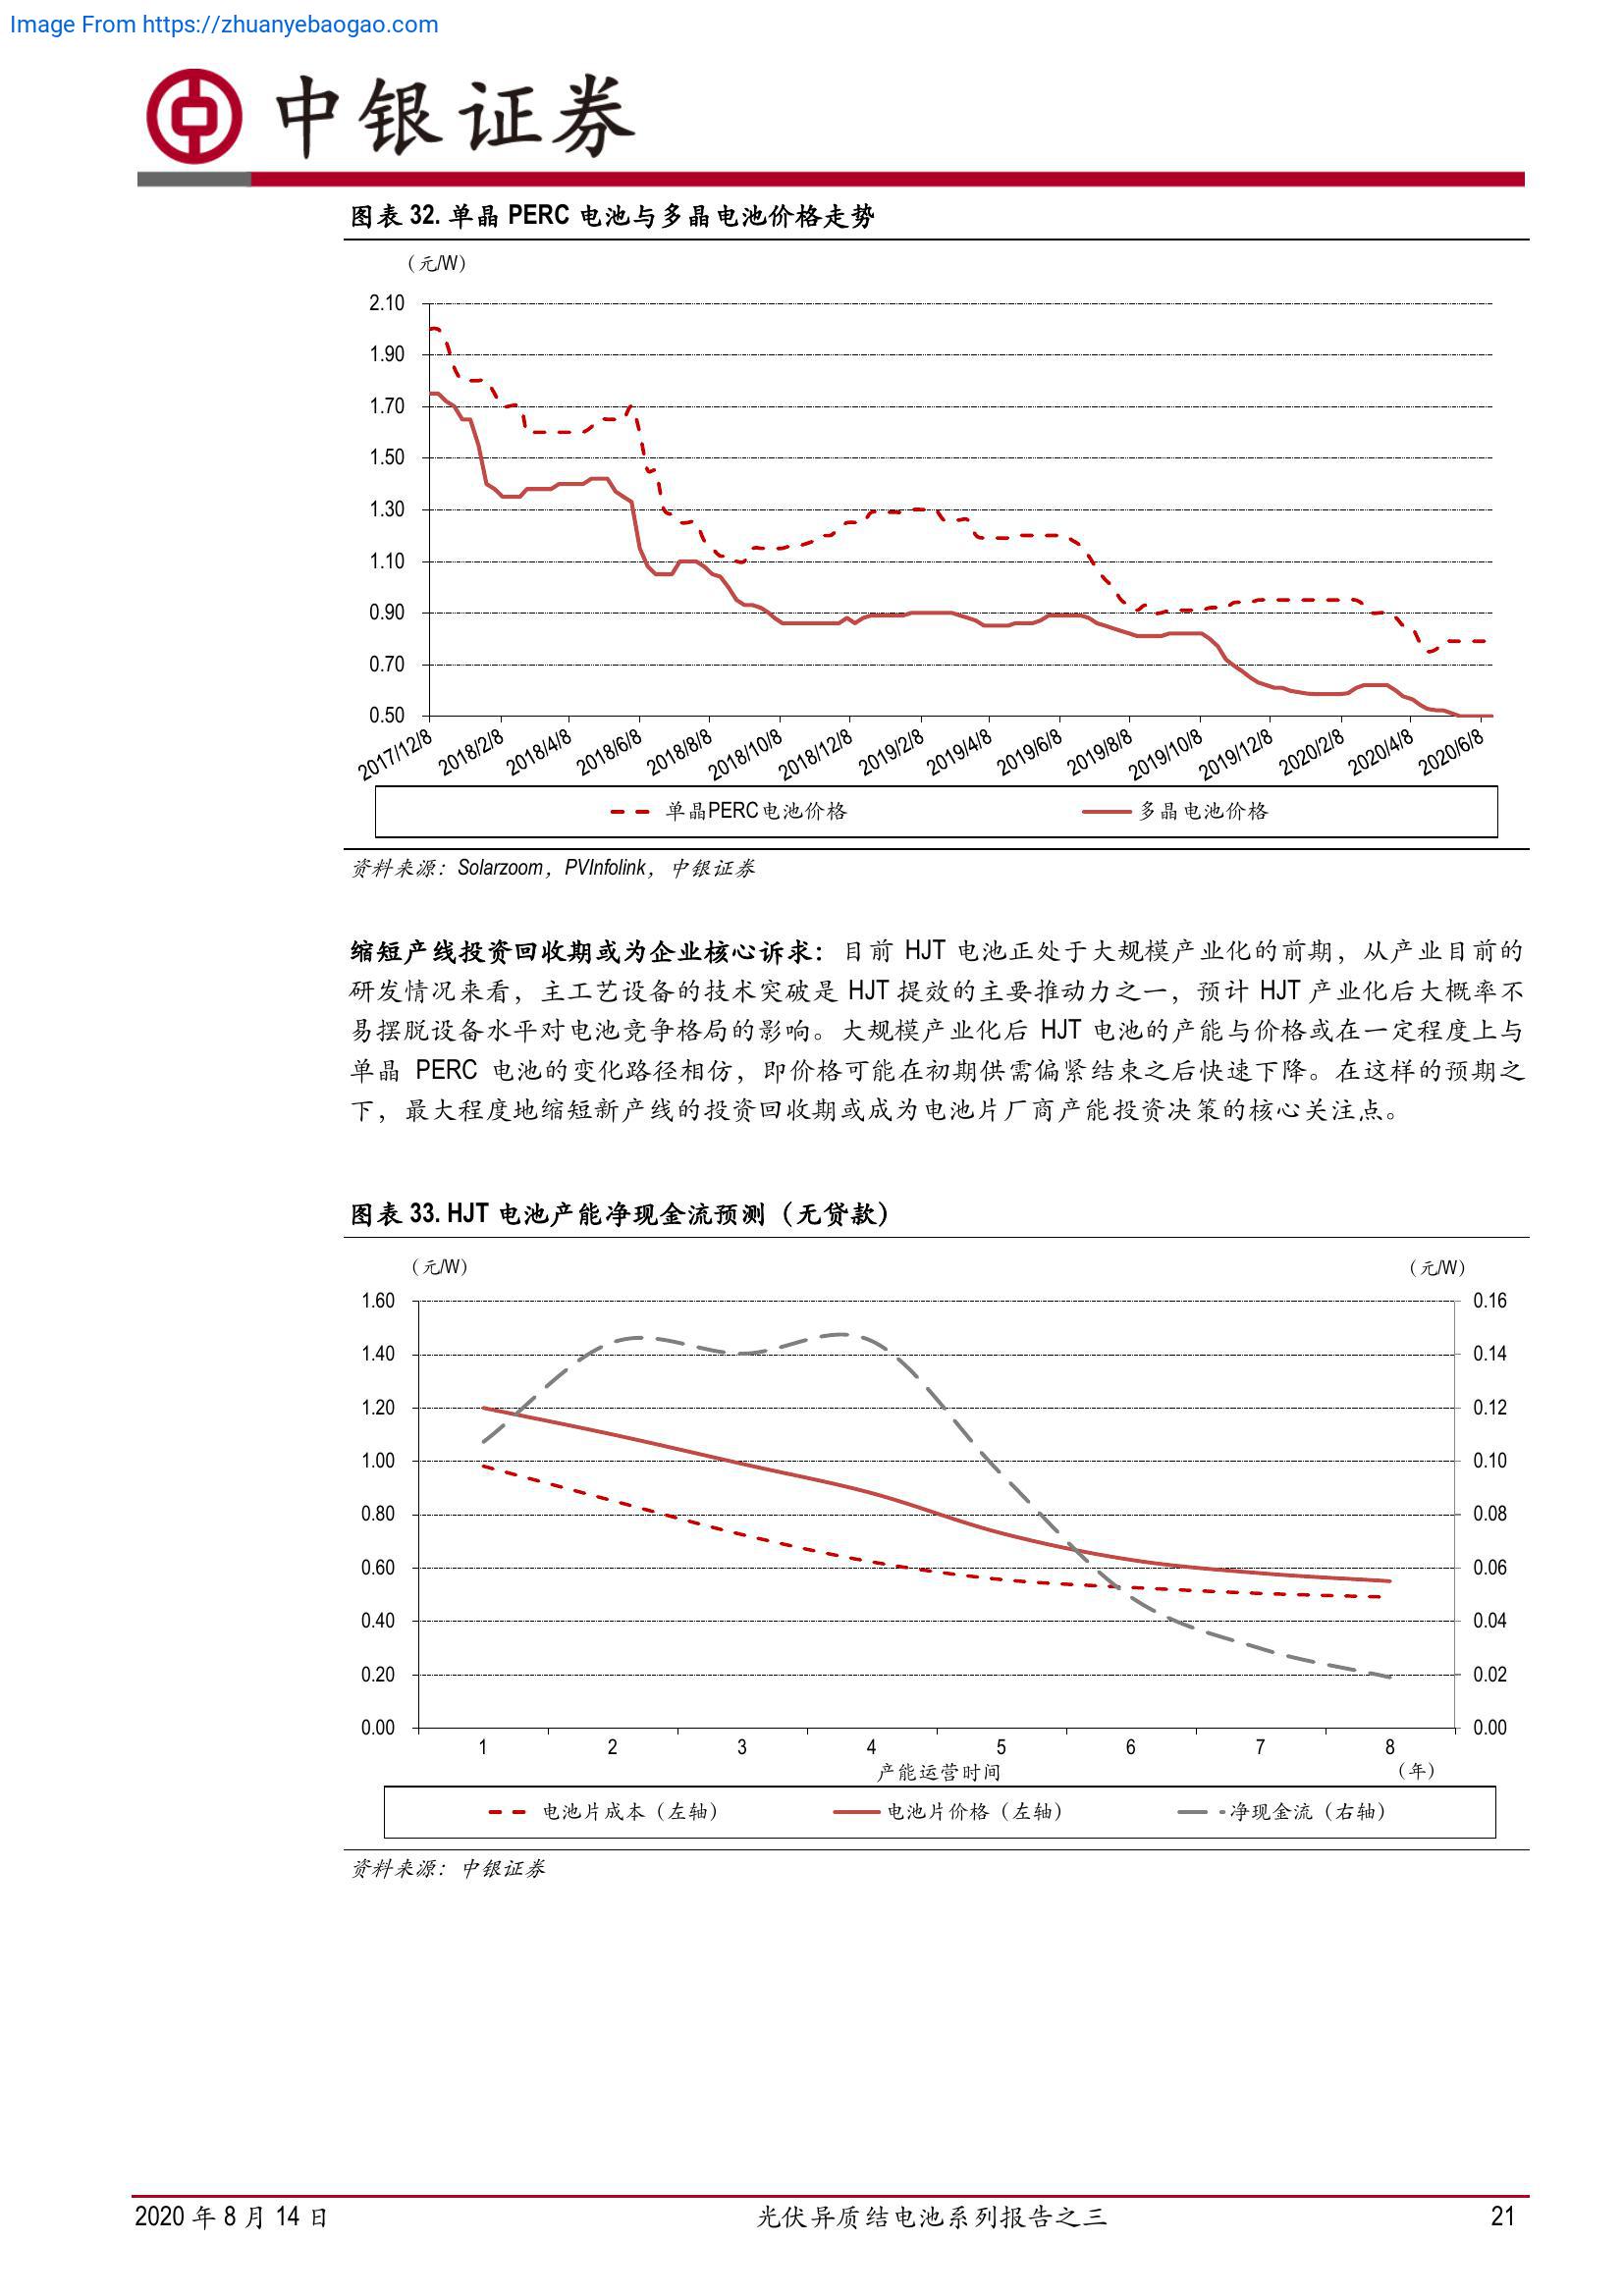 Image From https://zhuanyebaogao.com
中银证券
图表 32. 单晶 PERC 电池与多晶电池价格走势
（元/W）
2.10
1.90
1.70
1.50
1.30
1.10
0.90
0.70
0.50
2017/12/8 2018/2/8 2018/4/8 2018/6/8 2018/8/8 2018/10/8 2018/12/8 2019/2/8 2019/4/8 2019/6/8 2019/8/8 2019/10/8 2019/12/8 2020/2/8 2020/4/8 2020/6/8
单晶PERC电池价格 多晶电池价格
资料来源：Solarzoom，PVInfolink，中银证券
缩短产线投资回收期或为企业核心诉求：目前 HJT 电池正处于大规模产业化的前期，从产业目前的
研发情况来看，主工艺设备的技术突破是 HJT 提效的主要推动力之一，预计 HJT 产业化后大概率不
易摆脱设备水平对电池竞争格局的影响。大规模产业化后 HJT 电池的产能与价格或在一定程度上与
单晶 PERC 电池的变化路径相仿，即价格可能在初期供需偏紧结束之后快速下降。在这样的预期之
下，最大程度地缩短新产线的投资回收期或成为电池片厂商产能投资决策的核心关注点。
图表 33. HJT 电池产能净现金流预测（无贷款）
（元/W） （元/W）
1.60 0.16
1.40 0.14
1.20 0.12
1.00 0.10
0.80 0.08
0.60 0.06
0.40 0.04
0.20 0.02
0.00 0.00
1 2 3 4 5 6 7 8
产能运营时间 （年）
电池片成本（左轴） 电池片价格（左轴） 净现金流（右轴）
资料来源：中银证券
2020 年 8 月 14 日 光伏异质结电池系列报告之三 21